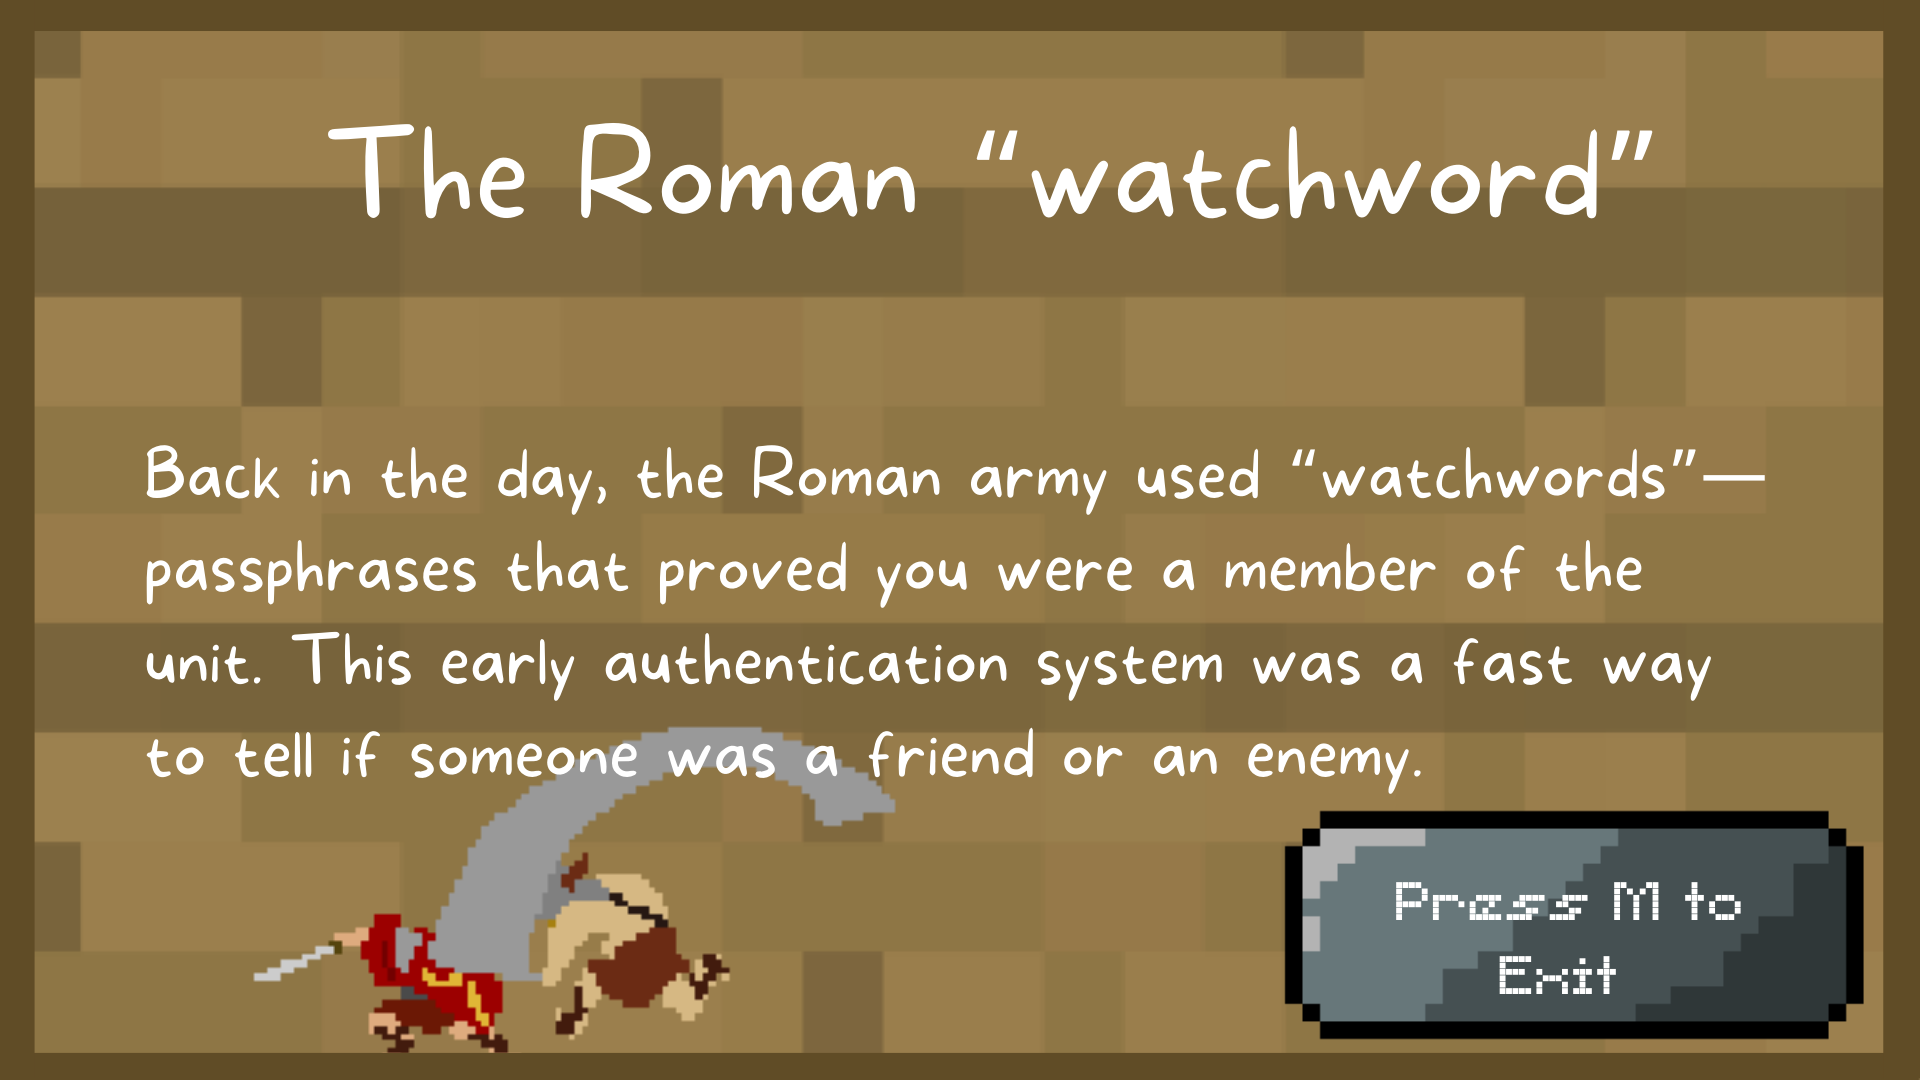 The Roman “watchword”
Back in the day, the Roman army used “watchwords”—
passphrases that proved you were a member of the
unit. This early authentication system was a fast way
to tell if someone was a friend or an enemy.
Press M to
Exit